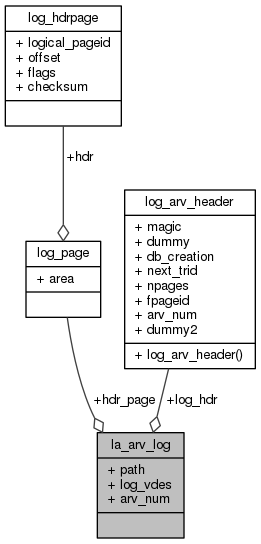 log_hdrpage
+ logical_pageid
+ offset
+ flags
+ checksum
+hdr
log_page
+ area
log_arv_header
+ magic
+ dummy
+ db_creation
+ next_trid
+ npages
+ fpageid
+ arv_num
+ dummy2
+ log_arv_header()
+hdr_page
+log_hdr
la_arv_log
+ path
+ log_vdes
+ arv_num